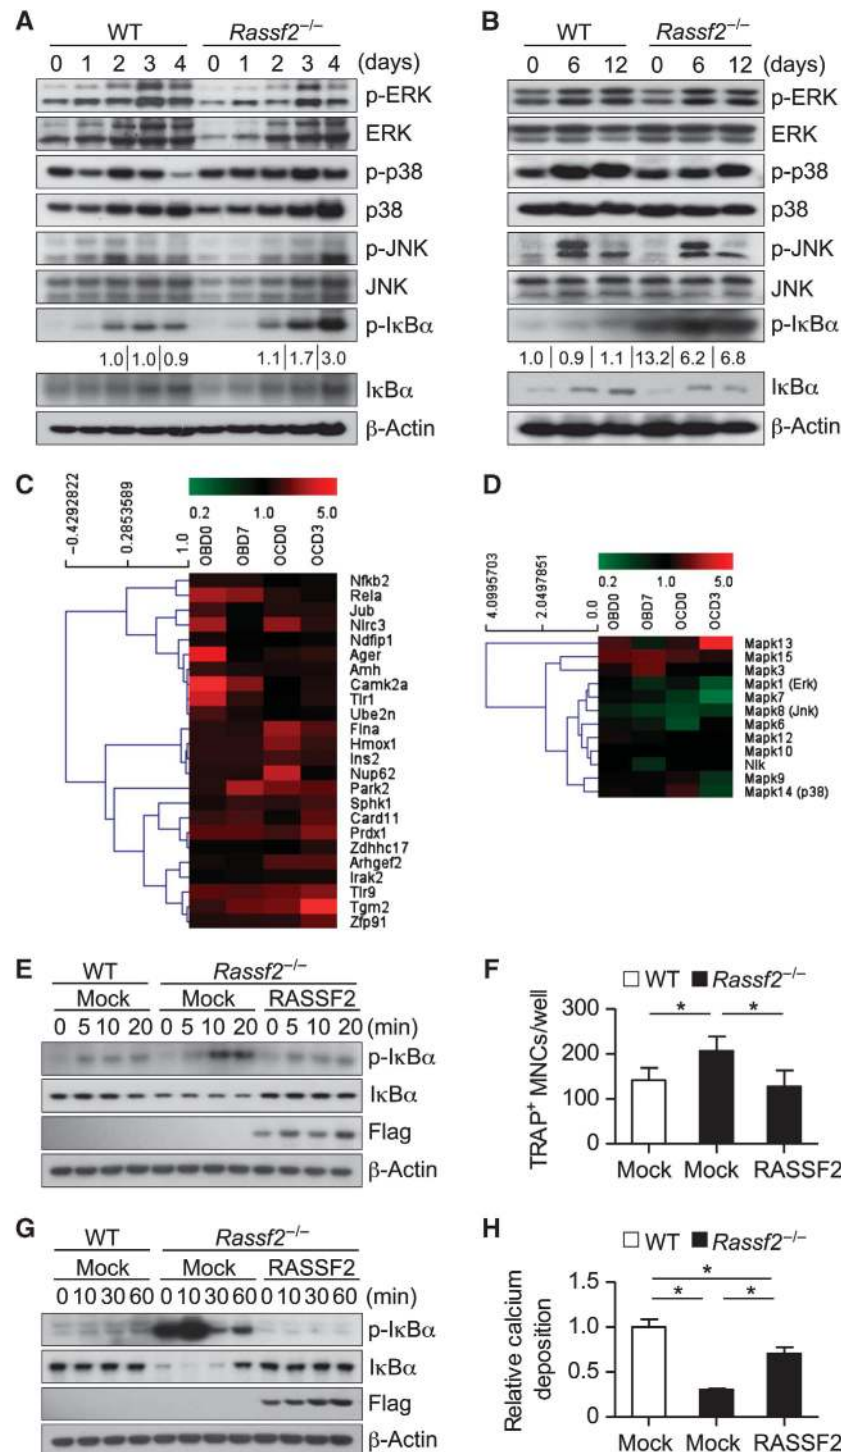 A
WT Rassf2−/−
0 1 2 3 4 0 1 2 3 4 (days)
p-ERK
ERK
p-p38
p38
p-JNK
JNK
p-IκBα
1.0 1.0 0.9 1.1 1.7 3.0
IκBα
β-Actin
B
WT Rassf2−/−
0 6 12 0 6 12 (days)
p-ERK
ERK
p-p38
p38
p-JNK
JNK
p-IκBα
1.0 0.9 1.1 13.2 6.2 6.8
IκBα
β-Actin
C
−0.4292822
0.2853589
1.0
0.2 1.0 5.0
OBD0
OBD7
OCD0
OCD3
Nfkb2
Rela
Jub
Nlrc3
Ndfip1
Ager
Amh
Camk2a
Tlr1
Ube2n
Flna
Hmox1
Ins2
Nup62
Park2
Sphk1
Card11
Prdx1
Zdhhc17
Arhgef2
Irak2
Tlr9
Tgm2
Zfp91
D
4.0995703
2.0497851
0.0
0.2 1.0 5.0
OBD0
OBD7
OCD0
OCD3
Mapk13
Mapk15
Mapk3
Mapk1 (Erk)
Mapk7
Mapk8 (Jnk)
Mapk6
Mapk12
Mapk10
Nlk
Mapk9
Mapk14 (p38)
E
WT Rassf2−/−
Mock Mock RASSF2
0 5 10 20 0 5 10 20 0 5 10 20 (min)
p-IκBα
IκBα
Flag
β-Actin
F
WT Rassf2−/−
TRAP+ MNCs/well
300
200
100
0
* *
Mock Mock RASSF2
G
WT Rassf2−/−
Mock Mock RASSF2
0 10 30 60 0 10 30 60 0 10 30 60 (min)
p-IκBα
IκBα
Flag
β-Actin
H
WT Rassf2−/−
Relative calcium
deposition
1.5
1.0
0.5
0
*
* *
Mock Mock RASSF2